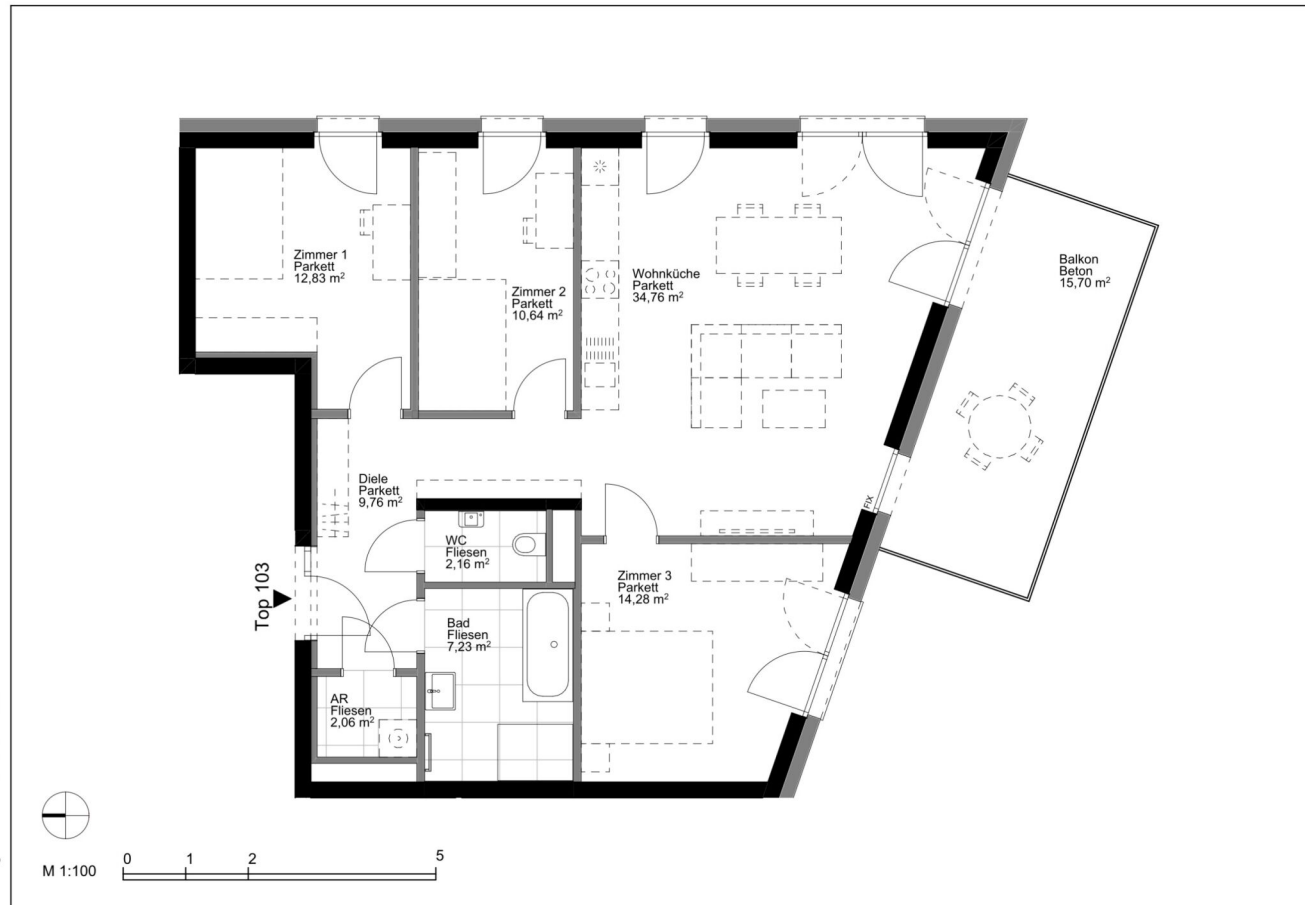 Zimmer 1
Parkett
12,83 m²
Zimmer 2
Parkett
10,64 m²
Wohnküche
Parkett
34,76 m²
Balkon
Beton
15,70 m²
Diele
Parkett
9,76 m²
FIX
WC
Fliesen
2,16 m²
Zimmer 3
Parkett
14,28 m²
Top 103
Bad
Fliesen
7,23 m²
AR
Fliesen
2,06 m²
M 1:100
0 1 2 5